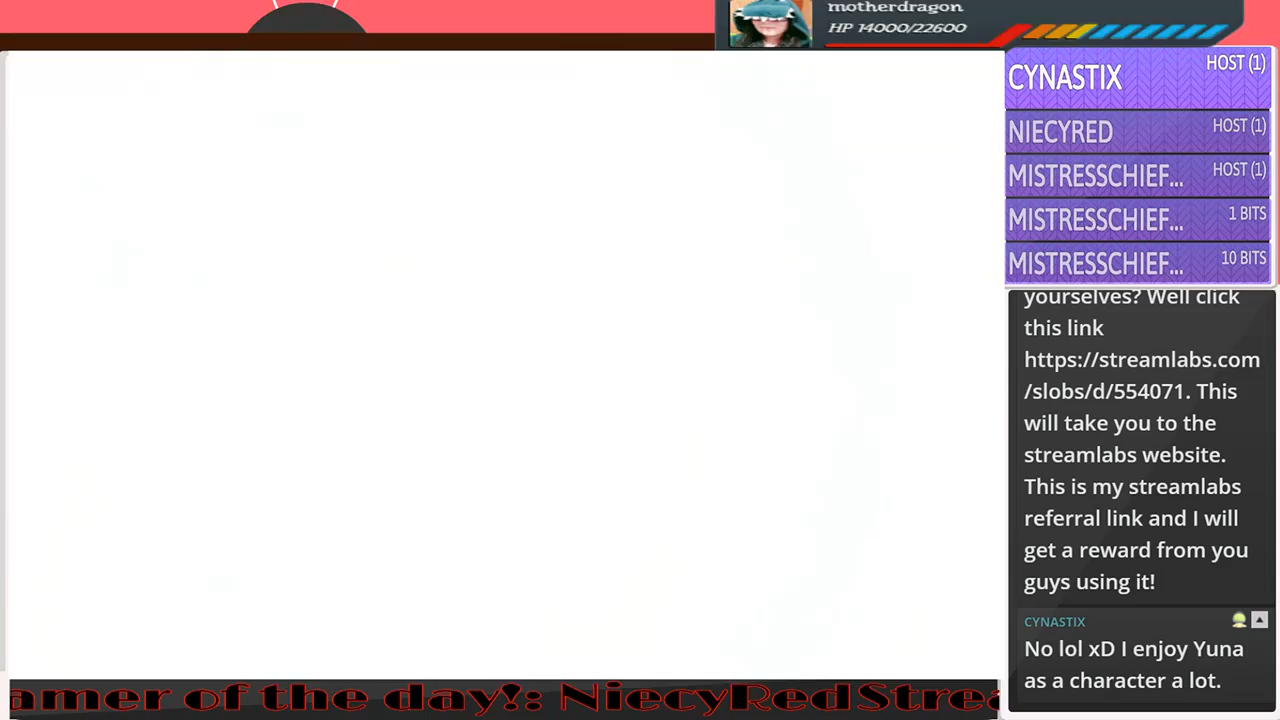 motherdragon
HP 14000/22600
CYNASTIX HOST (1)
NIECYRED HOST (1)
MISTRESSCHIEF... HOST (1)
MISTRESSCHIEF... 1 BITS
MISTRESSCHIEF... 10 BITS
yourselves? Well click
this link
https://streamlabs.com
/slobs/d/554071. This
will take you to the
streamlabs website.
This is my streamlabs
referral link and I will
get a reward from you
guys using it!
CYNASTIX
No lol xD I enjoy Yuna
as a character a lot.
amer of the day!: NiecyRedStrea